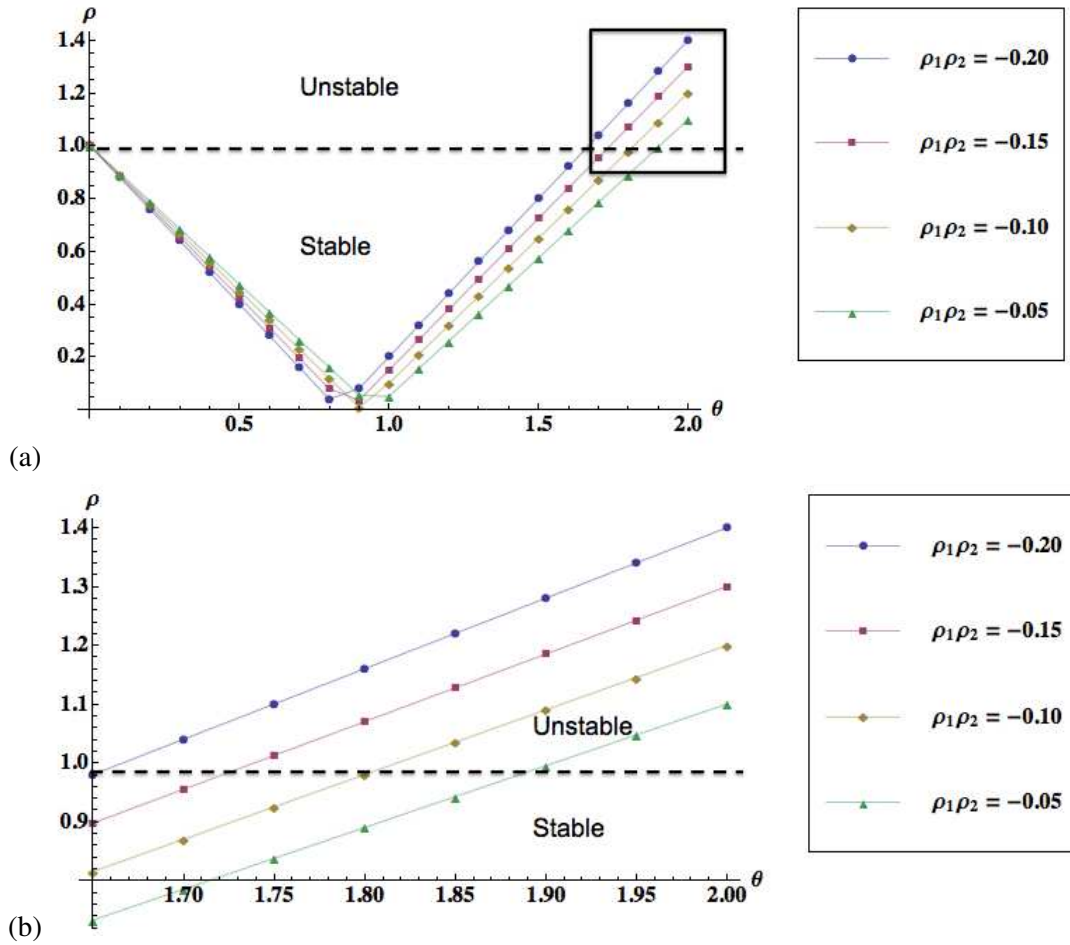 ρ
1.4
1.2
1.0
0.8
0.6
0.4
0.2
Unstable
Stable
0.5 1.0 1.5 2.0 θ
ρ₁ρ₂ = −0.20
ρ₁ρ₂ = −0.15
ρ₁ρ₂ = −0.10
ρ₁ρ₂ = −0.05
(a)
ρ
1.4
1.3
1.2
1.1
1.0
0.9
Unstable
Stable
1.70 1.75 1.80 1.85 1.90 1.95 2.00 θ
ρ₁ρ₂ = −0.20
ρ₁ρ₂ = −0.15
ρ₁ρ₂ = −0.10
ρ₁ρ₂ = −0.05
(b)